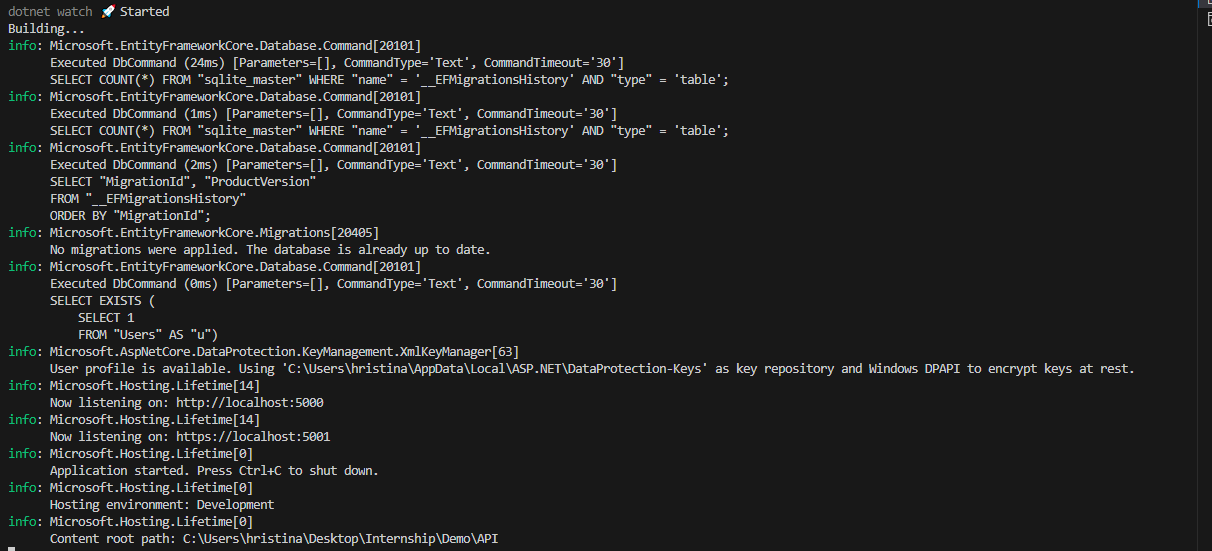 dotnet watch 🚀 Started
Building...
info: Microsoft.EntityFrameworkCore.Database.Command[20101]
      Executed DbCommand (24ms) [Parameters=[], CommandType='Text', CommandTimeout='30']
      SELECT COUNT(*) FROM "sqlite_master" WHERE "name" = '__EFMigrationsHistory' AND "type" = 'table';
info: Microsoft.EntityFrameworkCore.Database.Command[20101]
      Executed DbCommand (1ms) [Parameters=[], CommandType='Text', CommandTimeout='30']
      SELECT COUNT(*) FROM "sqlite_master" WHERE "name" = '__EFMigrationsHistory' AND "type" = 'table';
info: Microsoft.EntityFrameworkCore.Database.Command[20101]
      Executed DbCommand (2ms) [Parameters=[], CommandType='Text', CommandTimeout='30']
      SELECT "MigrationId", "ProductVersion"
      FROM "__EFMigrationsHistory"
      ORDER BY "MigrationId";
info: Microsoft.EntityFrameworkCore.Migrations[20405]
      No migrations were applied. The database is already up to date.
info: Microsoft.EntityFrameworkCore.Database.Command[20101]
      Executed DbCommand (0ms) [Parameters=[], CommandType='Text', CommandTimeout='30']
      SELECT EXISTS (
          SELECT 1
          FROM "Users" AS "u")
info: Microsoft.AspNetCore.DataProtection.KeyManagement.XmlKeyManager[63]
      User profile is available. Using 'C:\Users\hristina\AppData\Local\ASP.NET\DataProtection-Keys' as key repository and Windows DPAPI to encrypt keys at rest.
info: Microsoft.Hosting.Lifetime[14]
      Now listening on: http://localhost:5000
info: Microsoft.Hosting.Lifetime[14]
      Now listening on: https://localhost:5001
info: Microsoft.Hosting.Lifetime[0]
      Application started. Press Ctrl+C to shut down.
info: Microsoft.Hosting.Lifetime[0]
      Hosting environment: Development
info: Microsoft.Hosting.Lifetime[0]
      Content root path: C:\Users\hristina\Desktop\Internship\Demo\API